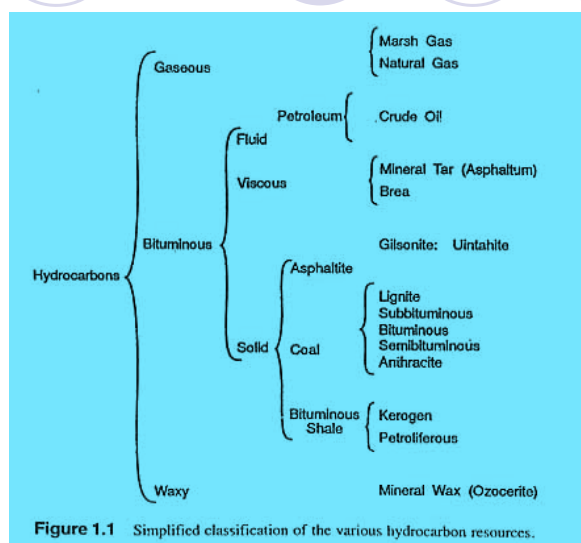 Marsh Gas
Gaseous
Natural Gas
Petroleum
Crude Oil
Fluid
Mineral Tar (Asphaltum)
Viscous
Brea
Bituminous
Gilsonite: Uintahite
Asphaltite
Hydrocarbons
Lignite
Subbituminous
Bituminous
Solid
Coal
Semibituminous
Anthracite
Bituminous
Shale
Kerogen
Petroliferous
Waxy
Mineral Wax (Ozocerite)
Figure 1.1 Simplified classification of the various hydrocarbon resources.